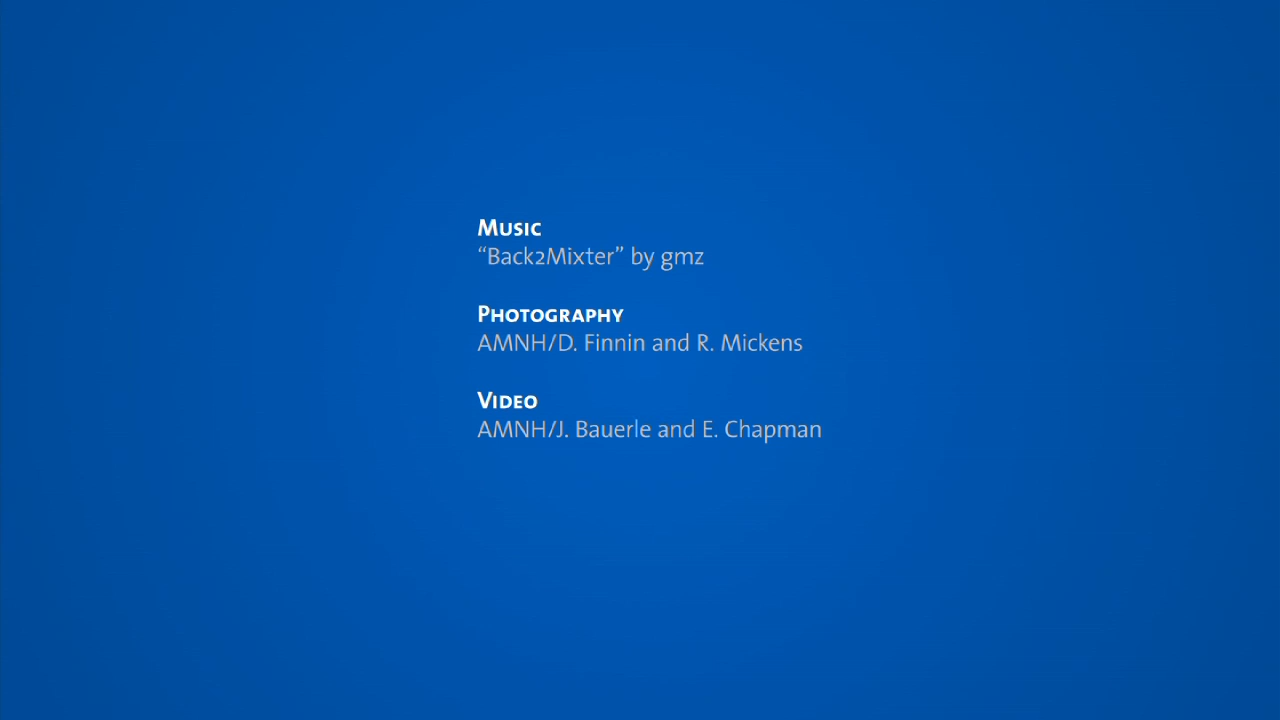 Music
“Back2Mixter” by gmz
Photography
AMNH/D. Finnin and R. Mickens
Video
AMNH/J. Bauerle and E. Chapman